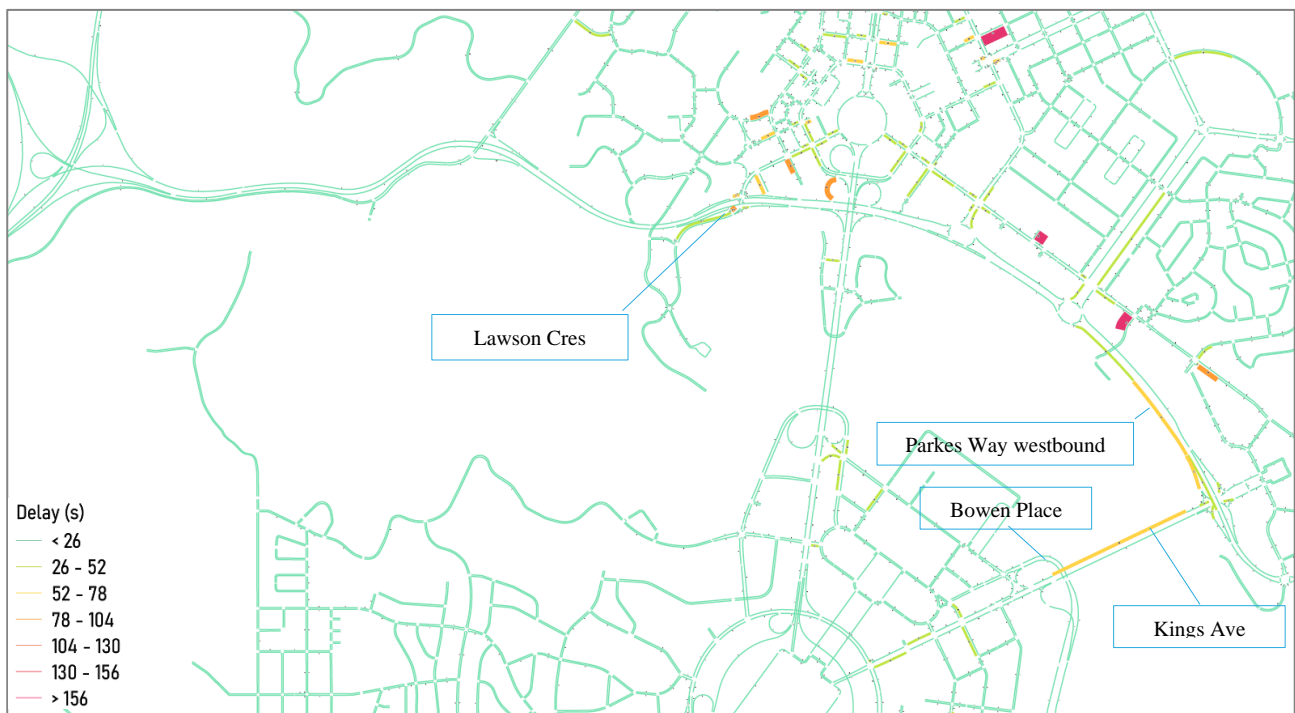 Lawson Cres
Parkes Way westbound
Bowen Place
Kings Ave
Delay (s)
< 26
26 - 52
52 - 78
78 - 104
104 - 130
130 - 156
> 156